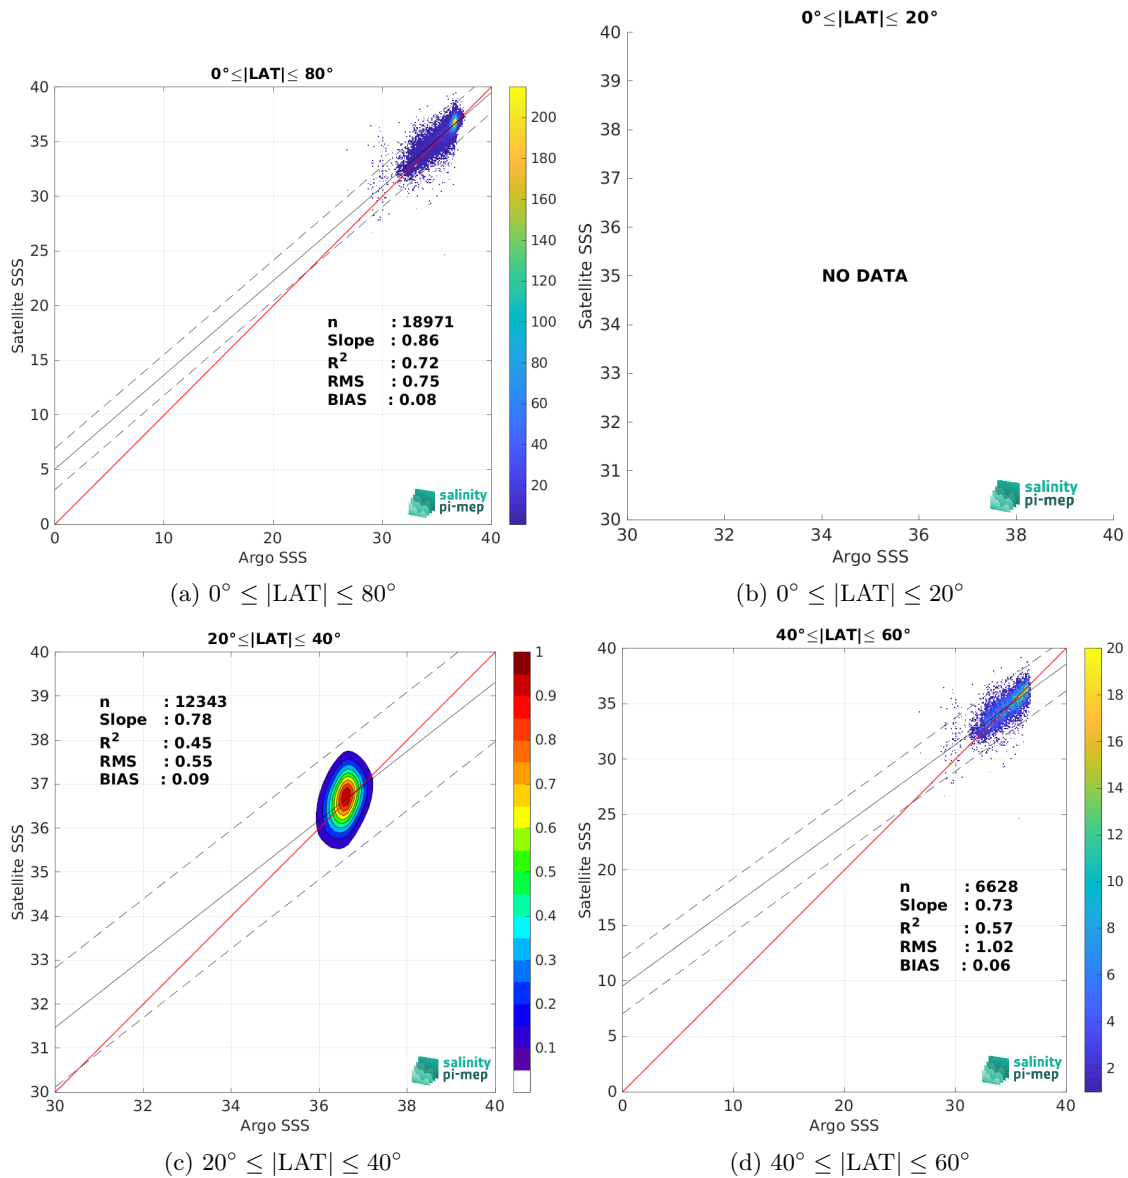 0°≤|LAT|≤ 80°
40
35
30
25
20
15
10
5
0
Satellite SSS
n : 18971
Slope : 0.86
R2 : 0.72
RMS : 0.75
BIAS : 0.08
salinity
pi-mep
0 10 20 30 40
Argo SSS
200
180
160
140
120
100
80
60
40
20
(a) 0° ≤ |LAT| ≤ 80°
0°≤|LAT|≤ 20°
40
39
38
37
36
35
34
33
32
31
30
Satellite SSS
NO DATA
salinity
pi-mep
30 32 34 36 38 40
Argo SSS
(b) 0° ≤ |LAT| ≤ 20°
20°≤|LAT|≤ 40°
40
39
38
37
36
35
34
33
32
31
30
Satellite SSS
n : 12343
Slope : 0.78
R2 : 0.45
RMS : 0.55
BIAS : 0.09
salinity
pi-mep
30 32 34 36 38 40
Argo SSS
1
0.9
0.8
0.7
0.6
0.5
0.4
0.3
0.2
0.1
(c) 20° ≤ |LAT| ≤ 40°
40°≤|LAT|≤ 60°
40
35
30
25
20
15
10
5
0
Satellite SSS
n : 6628
Slope : 0.73
R2 : 0.57
RMS : 1.02
BIAS : 0.06
salinity
pi-mep
0 10 20 30 40
Argo SSS
20
18
16
14
12
10
8
6
4
2
(d) 40° ≤ |LAT| ≤ 60°